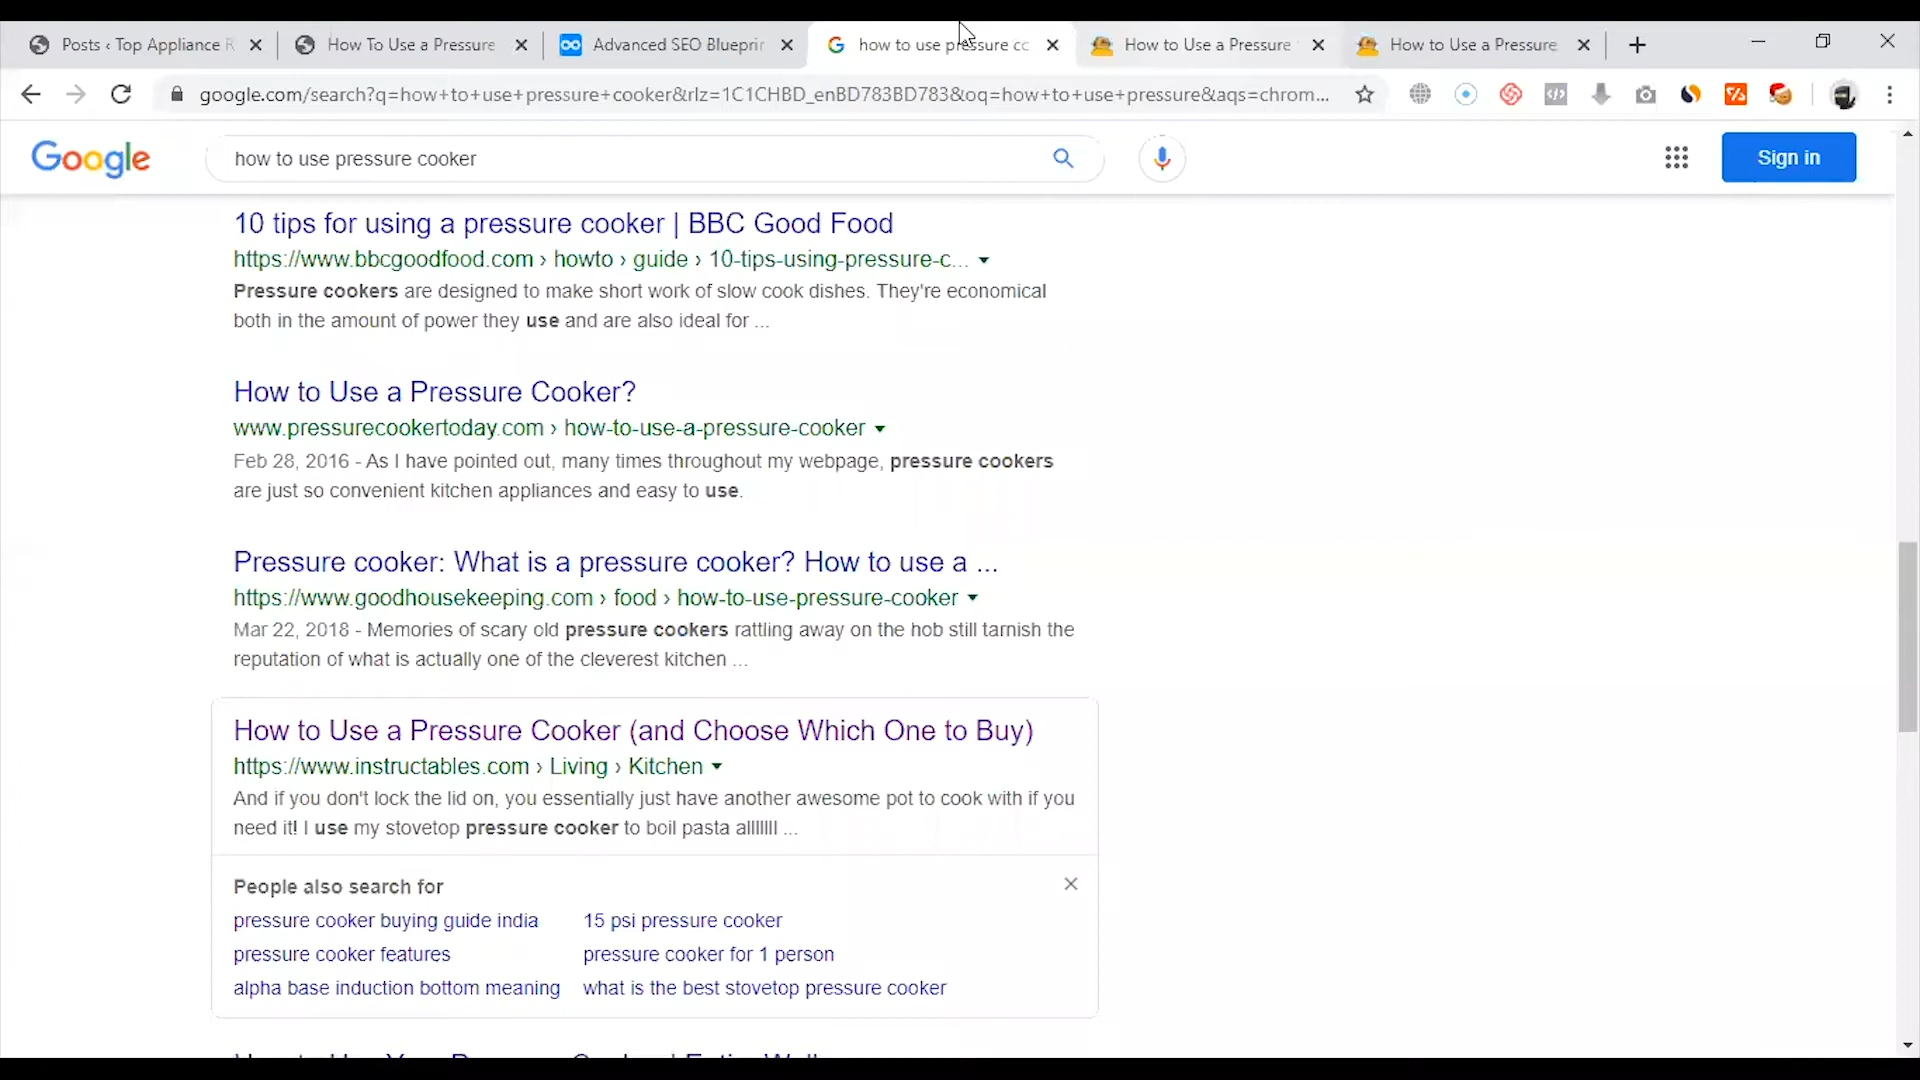 Posts ‹ Top Appliance R
How To Use a Pressure
Advanced SEO Blueprin
how to use pressure co
How to Use a Pressure
How to Use a Pressure
google.com/search?q=how+to+use+pressure+cooker&rlz=1C1CHBD_enBD783BD783&oq=how+to+use+pressure&aqs=chrom...
Google
how to use pressure cooker
Sign in
10 tips for using a pressure cooker | BBC Good Food
https://www.bbcgoodfood.com › howto › guide › 10-tips-using-pressure-c...
Pressure cookers are designed to make short work of slow cook dishes. They're economical
both in the amount of power they use and are also ideal for ...
How to Use a Pressure Cooker?
www.pressurecookertoday.com › how-to-use-a-pressure-cooker
Feb 28, 2016 - As I have pointed out, many times throughout my webpage, pressure cookers
are just so convenient kitchen appliances and easy to use.
Pressure cooker: What is a pressure cooker? How to use a ...
https://www.goodhousekeeping.com › food › how-to-use-pressure-cooker
Mar 22, 2018 - Memories of scary old pressure cookers rattling away on the hob still tarnish the
reputation of what is actually one of the cleverest kitchen ...
How to Use a Pressure Cooker (and Choose Which One to Buy)
https://www.instructables.com › Living › Kitchen
And if you don't lock the lid on, you essentially just have another awesome pot to cook with if you
need it! I use my stovetop pressure cooker to boil pasta alllllll ...
People also search for
pressure cooker buying guide india
15 psi pressure cooker
pressure cooker features
pressure cooker for 1 person
alpha base induction bottom meaning
what is the best stovetop pressure cooker